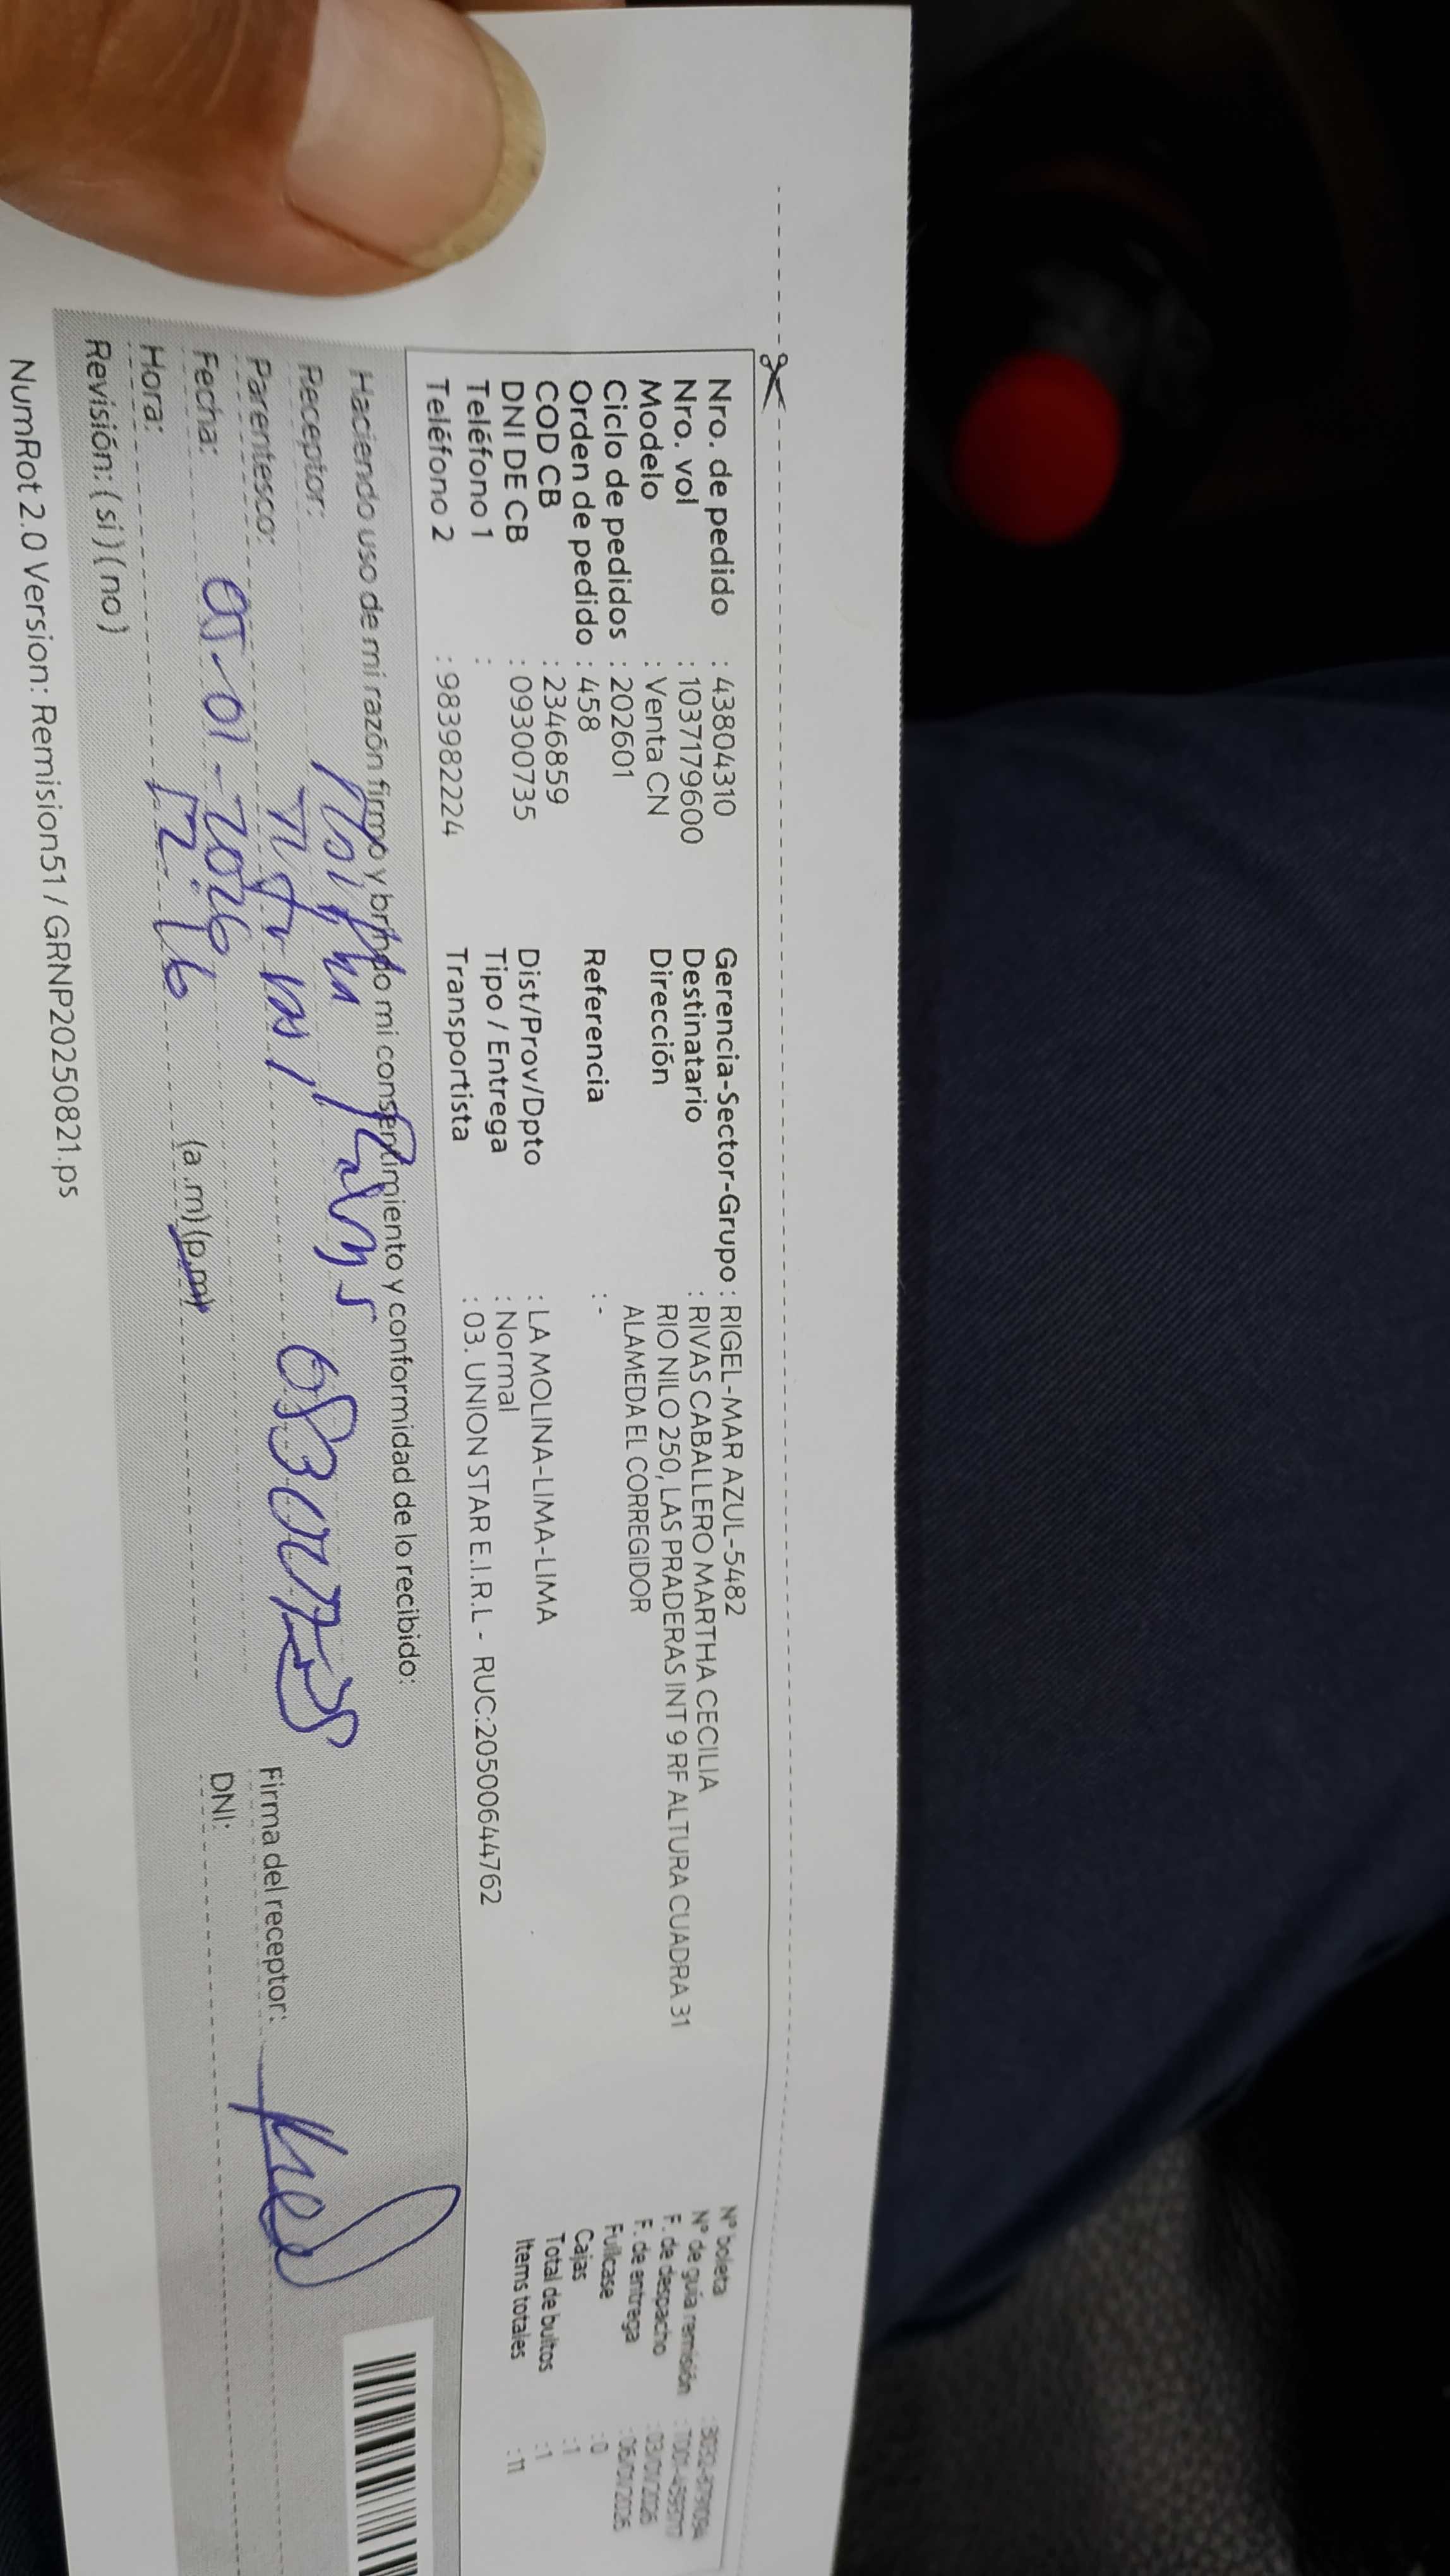 Nro. de pedido : 43804310
Nro. vol : 1037179600
Modelo : Venta CN
Ciclo de pedidos : 202601
Orden de pedido : 458
COD CB : 2346859
DNI DE CB : 09300735
Teléfono 1 :
Teléfono 2 : 983982224
Gerencia-Sector-Grupo : RIGEL-MAR AZUL-5482
Destinatario : RIVAS CABALLERO MARTHA CECILIA
Dirección RIO NILO 250, LAS PRADERAS INT 9 RF ALTURA CUADRA 31
ALAMEDA EL CORREGIDOR
Referencia : -
Dist/Prov/Dpto : LA MOLINA-LIMA-LIMA
Tipo / Entrega : Normal
Transportista : 03. UNION STAR E.I.R.L - RUC:20500644762
N° boleta
N° de guía remisión
F. de despacho : 03/01/2026
F. de entrega : 06/01/2026
Fullcase : 0
Cajas : 1
Total de bultos : 1
Items totales : 11
Haciendo uso de mi razón firmo y brindo mi consentimiento y conformidad de lo recibido:
Receptor:
Parentesco:
Fecha: 05-01-2026
Hora: 12 16 (a.m) (p.m)
Revisión: ( si ) ( no )
Firma del receptor:
DNI:
NumRot 2.0 Version: Remision51 / GRNP20250821.ps